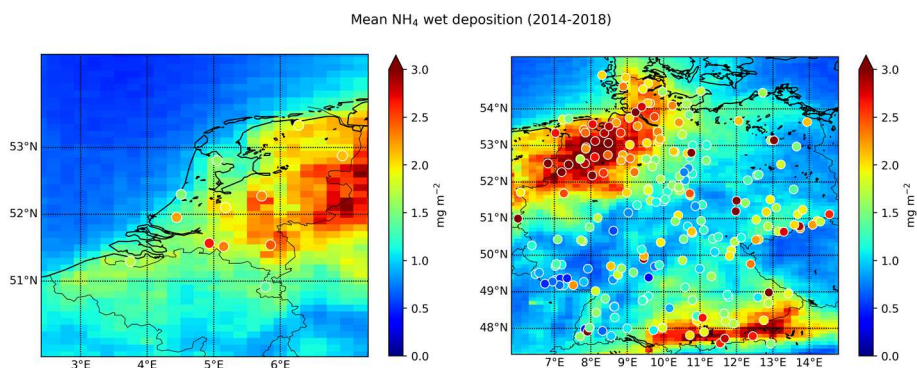 Mean NH₄ wet deposition (2014-2018)
53°N
52°N
51°N
3°E 4°E 5°E 6°E
3.0
2.5
2.0
1.5
1.0
0.5
0.0
mg m⁻²
54°N
53°N
52°N
51°N
50°N
49°N
48°N
7°E 8°E 9°E 10°E 11°E 12°E 13°E 14°E
3.0
2.5
2.0
1.5
1.0
0.5
0.0
mg m⁻²